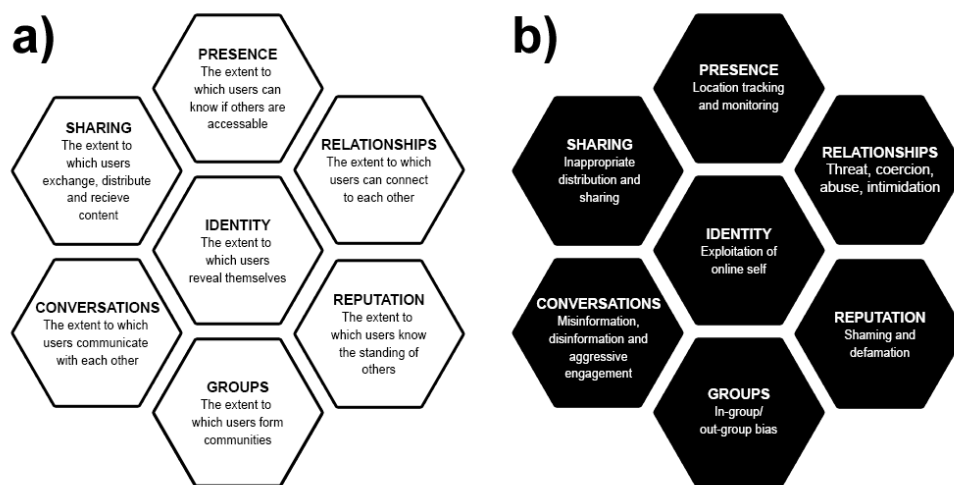 a)
PRESENCE
The extent to
which users can
know if others are
accessable
SHARING
The extent to
which users
exchange, distribute
and recieve
content
RELATIONSHIPS
The extent to which
users can connect
to each other
IDENTITY
The extent to
which users
reveal themselves
CONVERSATIONS
The extent to which
users communicate
with each other
REPUTATION
The extent to
which users know
the standing of
others
GROUPS
The extent to
which users form
communities
b)
PRESENCE
Location tracking
and monitoring
SHARING
Inappropriate
distribution and
sharing
RELATIONSHIPS
Threat, coercion,
abuse, intimidation
IDENTITY
Exploitation of
online self
CONVERSATIONS
Misinformation,
disinformation and
aggressive
engagement
REPUTATION
Shaming and
defamation
GROUPS
In-group/
out-group bias